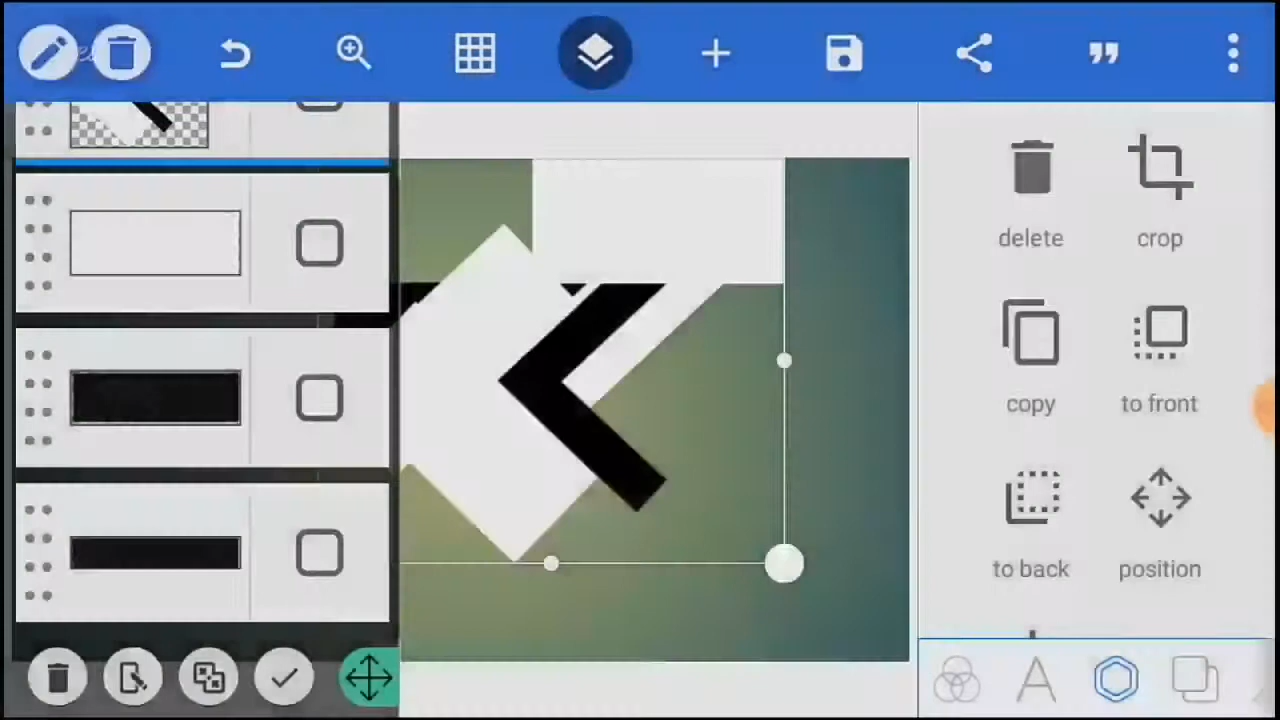 delete
crop
copy
to front
to back
position